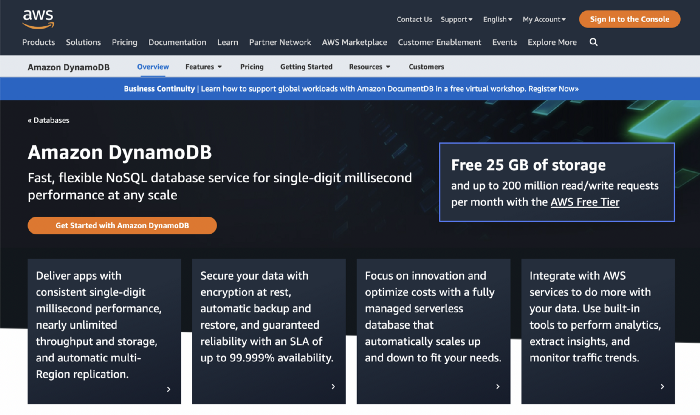 aws
Contact Us Support English My Account Sign In to the Console
Products Solutions Pricing Documentation Learn Partner Network AWS Marketplace Customer Enablement Events Explore More
Amazon DynamoDB Overview Features Pricing Getting Started Resources Customers
Business Continuity | Learn how to support global workloads with Amazon DocumentDB in a free virtual workshop. Register Now»
« Databases
Amazon DynamoDB
Fast, flexible NoSQL database service for single-digit millisecond
performance at any scale
Get Started with Amazon DynamoDB
Free 25 GB of storage
and up to 200 million read/write requests
per month with the AWS Free Tier
Deliver apps with
consistent single-digit
millisecond performance,
nearly unlimited
throughput and storage,
and automatic multi-
Region replication.
Secure your data with
encryption at rest,
automatic backup and
restore, and guaranteed
reliability with an SLA of
up to 99.999% availability.
Focus on innovation and
optimize costs with a fully
managed serverless
database that
automatically scales up
and down to fit your needs.
Integrate with AWS
services to do more with
your data. Use built-in
tools to perform analytics,
extract insights, and
monitor traffic trends.